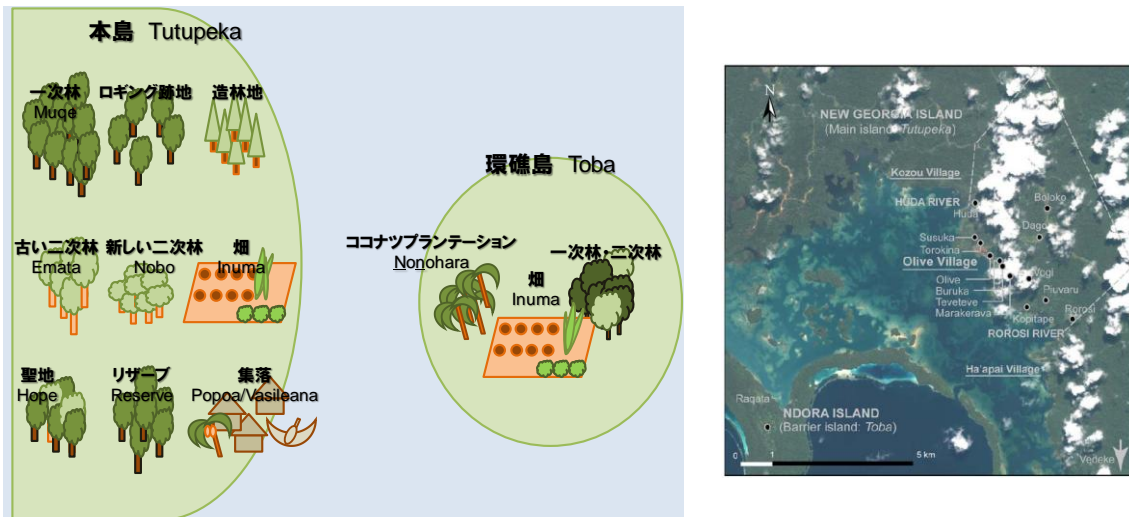 本島 Tutupeka
一次林
Muqe
ロギング跡地
造林地
古い二次林
Emata
新しい二次林
Nobo
畑
Inuma
聖地
Hope
リザーブ
Reserve
集落
Popoa/Vasileana
環礁島 Toba
ココナツプランテーション
Nonohara
畑
Inuma
一次林・二次林
N
NEW GEORGIA ISLAND
(Main island: Tutupeka)
Kozou Village
HUDA RIVER
Huda
Boloko
Susuka
Dago
Torokina
Olive Village
Vogi
Olive
Buruka
Piuvaru
Teveteve
Marakerava
Kopitape
Rorosi
ROROSI RIVER
Ha'apai Village
Raqata
NDORA ISLAND
(Barrier island: Toba)
0 1 5 km